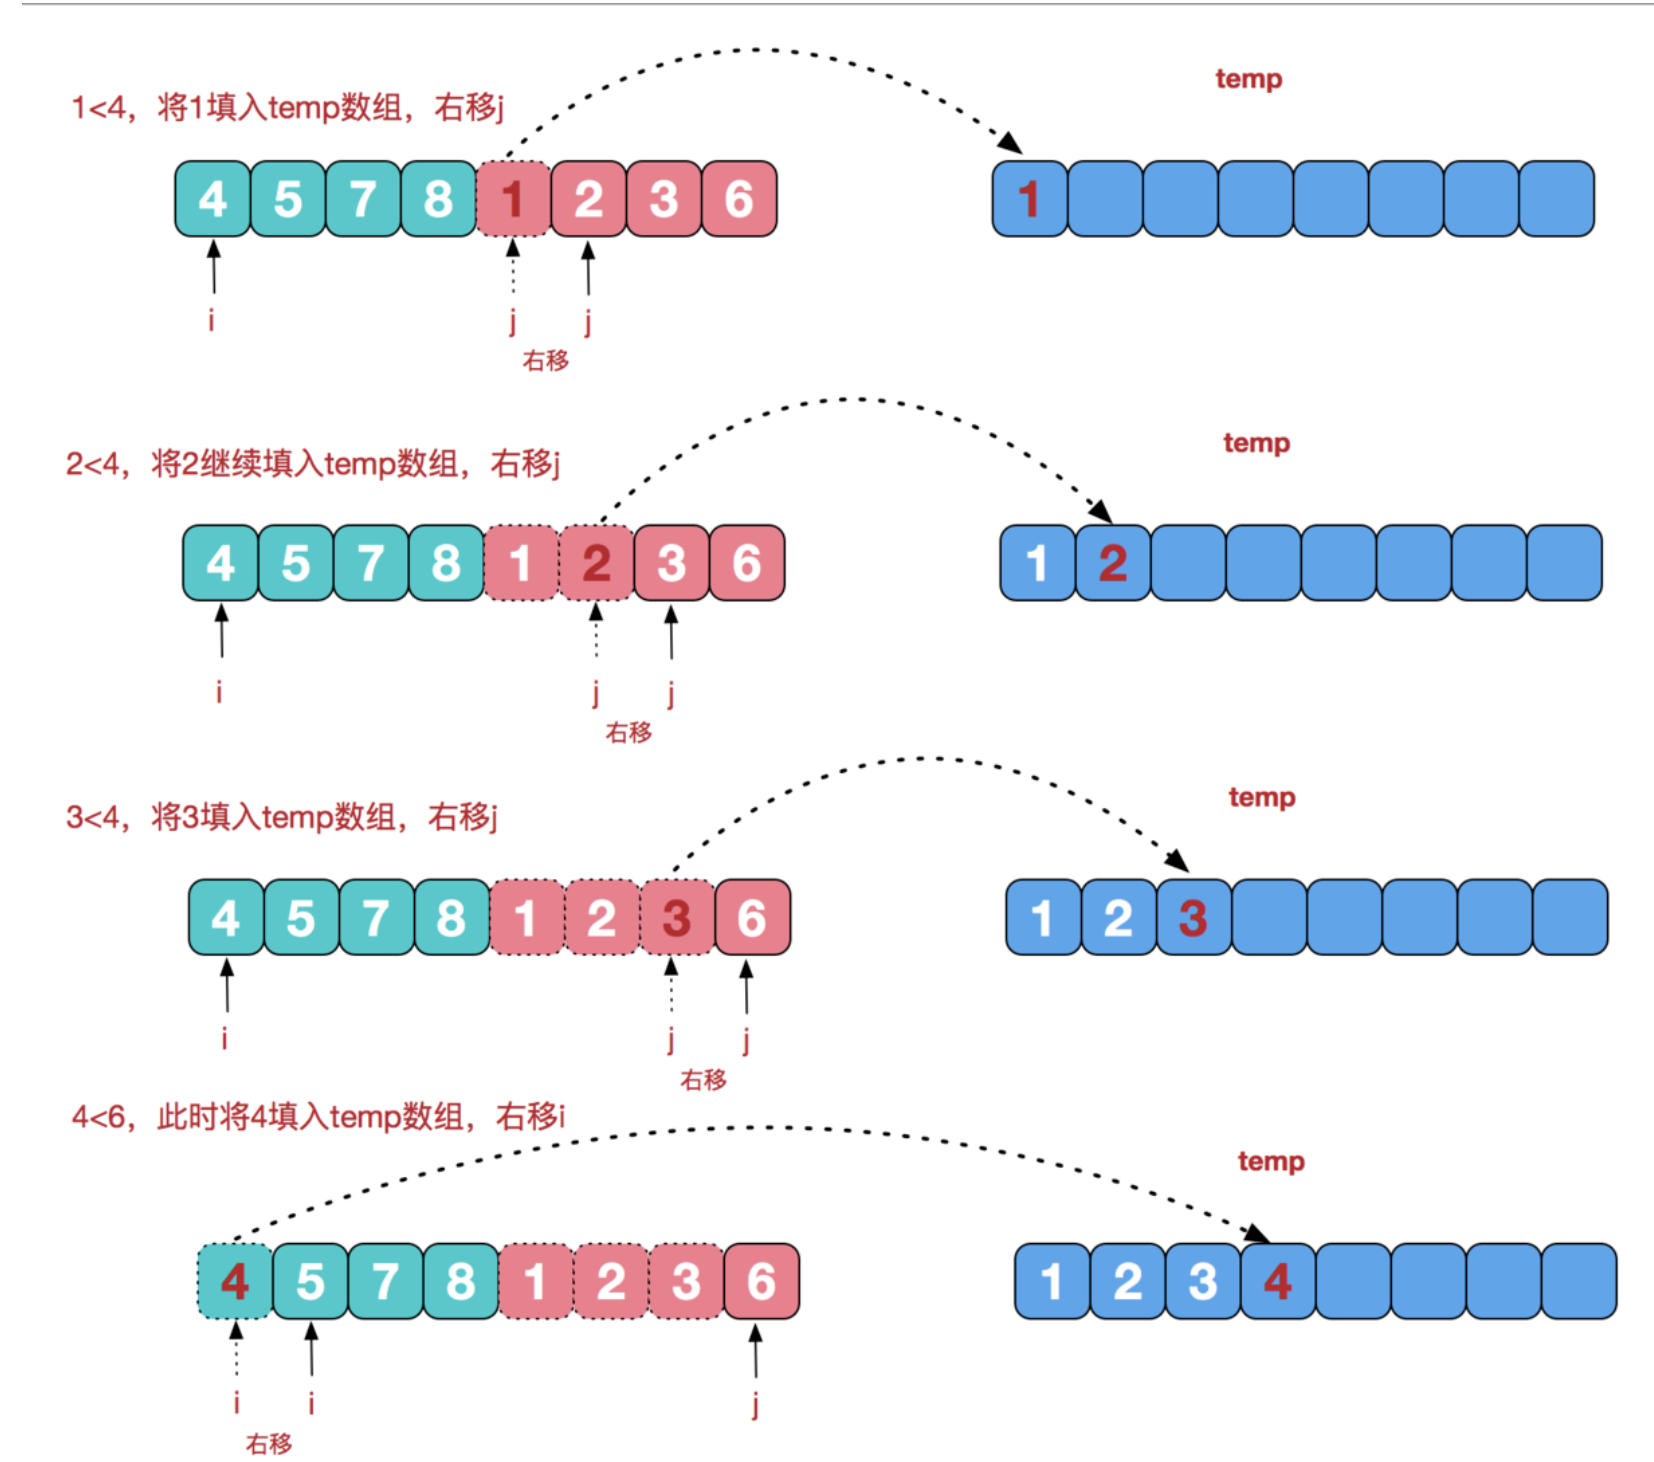 temp
1<4，将1填入temp数组，右移j
4 5 7 8 1 2 3 6
1
i j j
右移
temp
2<4，将2继续填入temp数组，右移j
4 5 7 8 1 2 3 6
1 2
i j j
右移
temp
3<4，将3填入temp数组，右移j
4 5 7 8 1 2 3 6
1 2 3
i j j
右移
4<6，此时将4填入temp数组，右移i
temp
4 5 7 8 1 2 3 6
1 2 3 4
i i j
右移